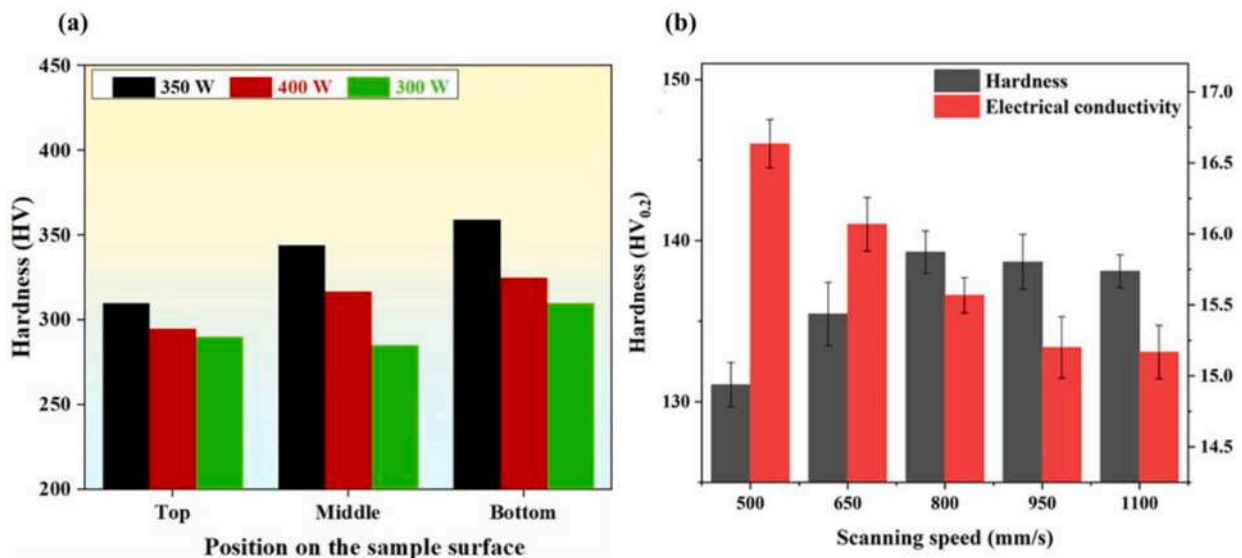 (a)
450
400
350
300
250
200
Hardness (HV)
350 W 400 W 300 W
Top Middle Bottom
Position on the sample surface
(b)
150
140
130
Hardness (HV0.2)
Hardness
Electrical conductivity
17.0
16.5
16.0
15.5
15.0
14.5
500 650 800 950 1100
Scanning speed (mm/s)